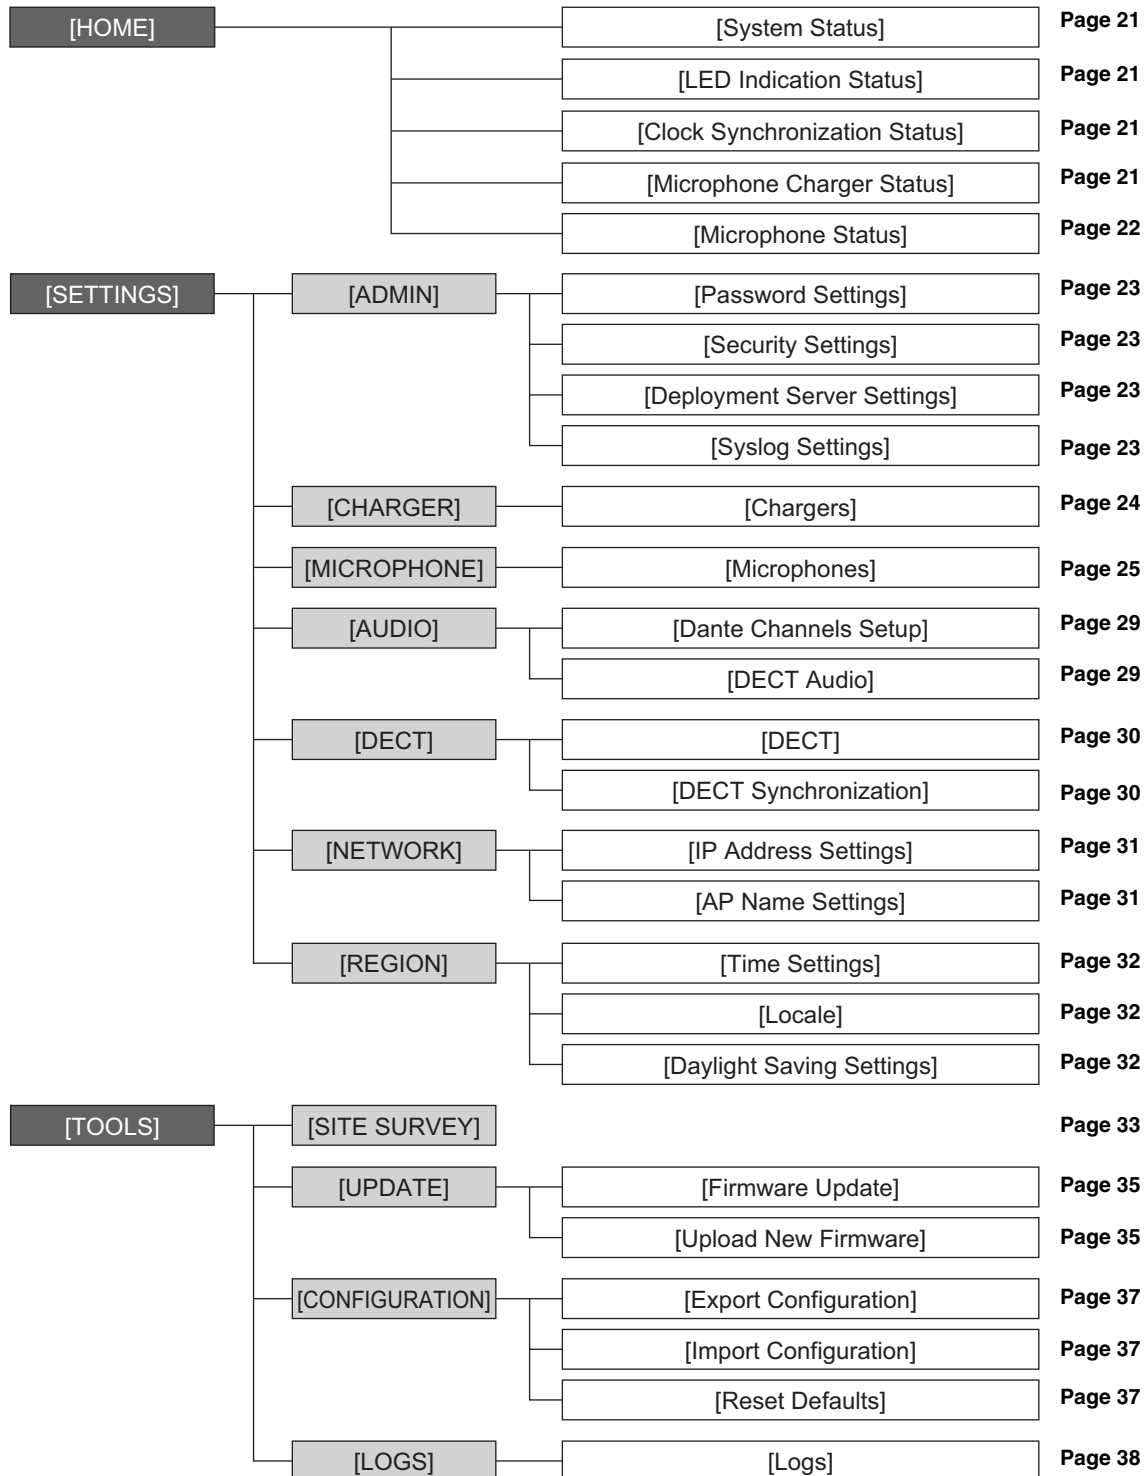 [HOME] [System Status] Page 21
[LED Indication Status] Page 21
[Clock Synchronization Status] Page 21
[Microphone Charger Status] Page 21
[Microphone Status] Page 22
[SETTINGS] [ADMIN] [Password Settings] Page 23
[Security Settings] Page 23
[Deployment Server Settings] Page 23
[Syslog Settings] Page 23
[CHARGER] [Chargers] Page 24
[MICROPHONE] [Microphones] Page 25
[AUDIO] [Dante Channels Setup] Page 29
[DECT Audio] Page 29
[DECT] [DECT] Page 30
[DECT Synchronization] Page 30
[NETWORK] [IP Address Settings] Page 31
[AP Name Settings] Page 31
[REGION] [Time Settings] Page 32
[Locale] Page 32
[Daylight Saving Settings] Page 32
[TOOLS] [SITE SURVEY] Page 33
[UPDATE] [Firmware Update] Page 35
[Upload New Firmware] Page 35
[CONFIGURATION] [Export Configuration] Page 37
[Import Configuration] Page 37
[Reset Defaults] Page 37
[LOGS] [Logs] Page 38